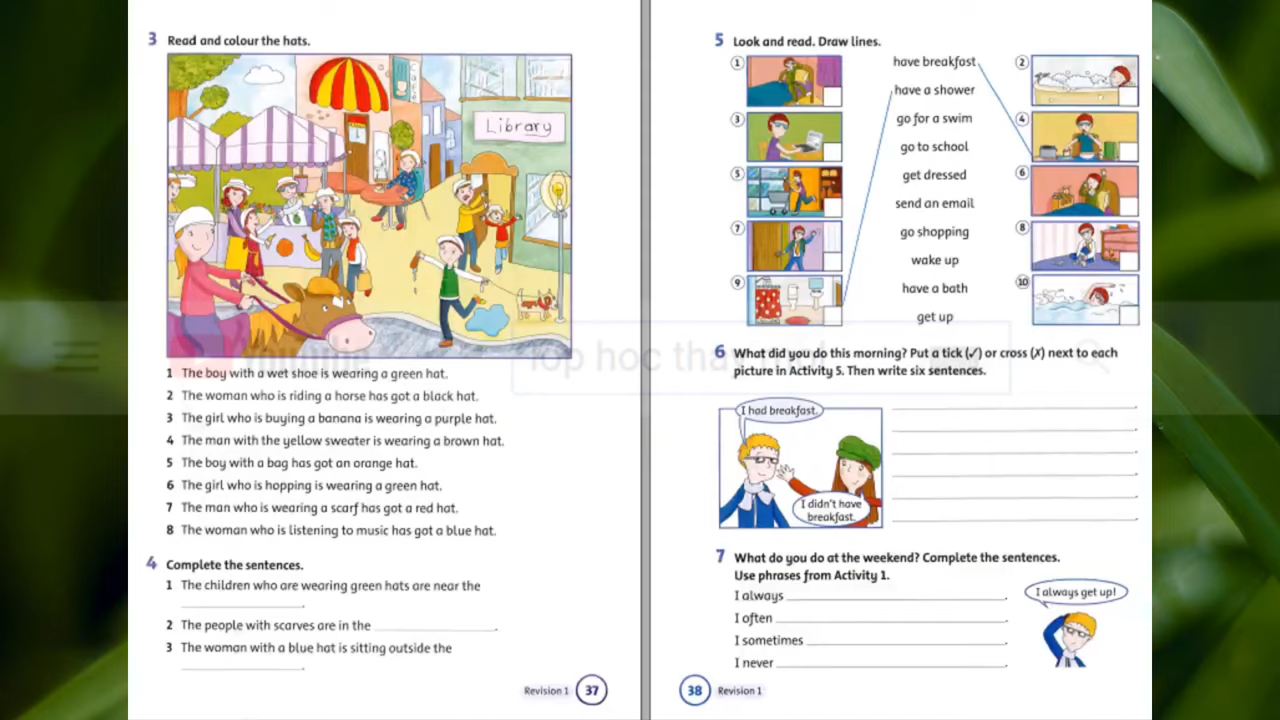 3 Read and colour the hats.
Café
Library
1 The boy with a wet shoe is wearing a green hat.
2 The woman who is riding a horse has got a black hat.
3 The girl who is buying a banana is wearing a purple hat.
4 The man with the yellow sweater is wearing a brown hat.
5 The boy with a bag has got an orange hat.
6 The girl who is hopping is wearing a green hat.
7 The man who is wearing a scarf has got a red hat.
8 The woman who is listening to music has got a blue hat.
4 Complete the sentences.
1 The children who are wearing green hats are near the
.
2 The people with scarves are in the .
3 The woman with a blue hat is sitting outside the
.
Revision 1 37
5 Look and read. Draw lines.
1
have breakfast
2
have a shower
3
go for a swim
4
go to school
5
get dressed
6
send an email
7
go shopping
8
wake up
9
have a bath
10
get up
6 What did you do this morning? Put a tick (✓) or cross (✗) next to each
picture in Activity 5. Then write six sentences.
I had breakfast.
I didn't have
breakfast.
7 What do you do at the weekend? Complete the sentences.
Use phrases from Activity 1.
I always .
I often .
I sometimes .
I never .
I always get up!
38 Revision 1
YouTube
lop hoc thay